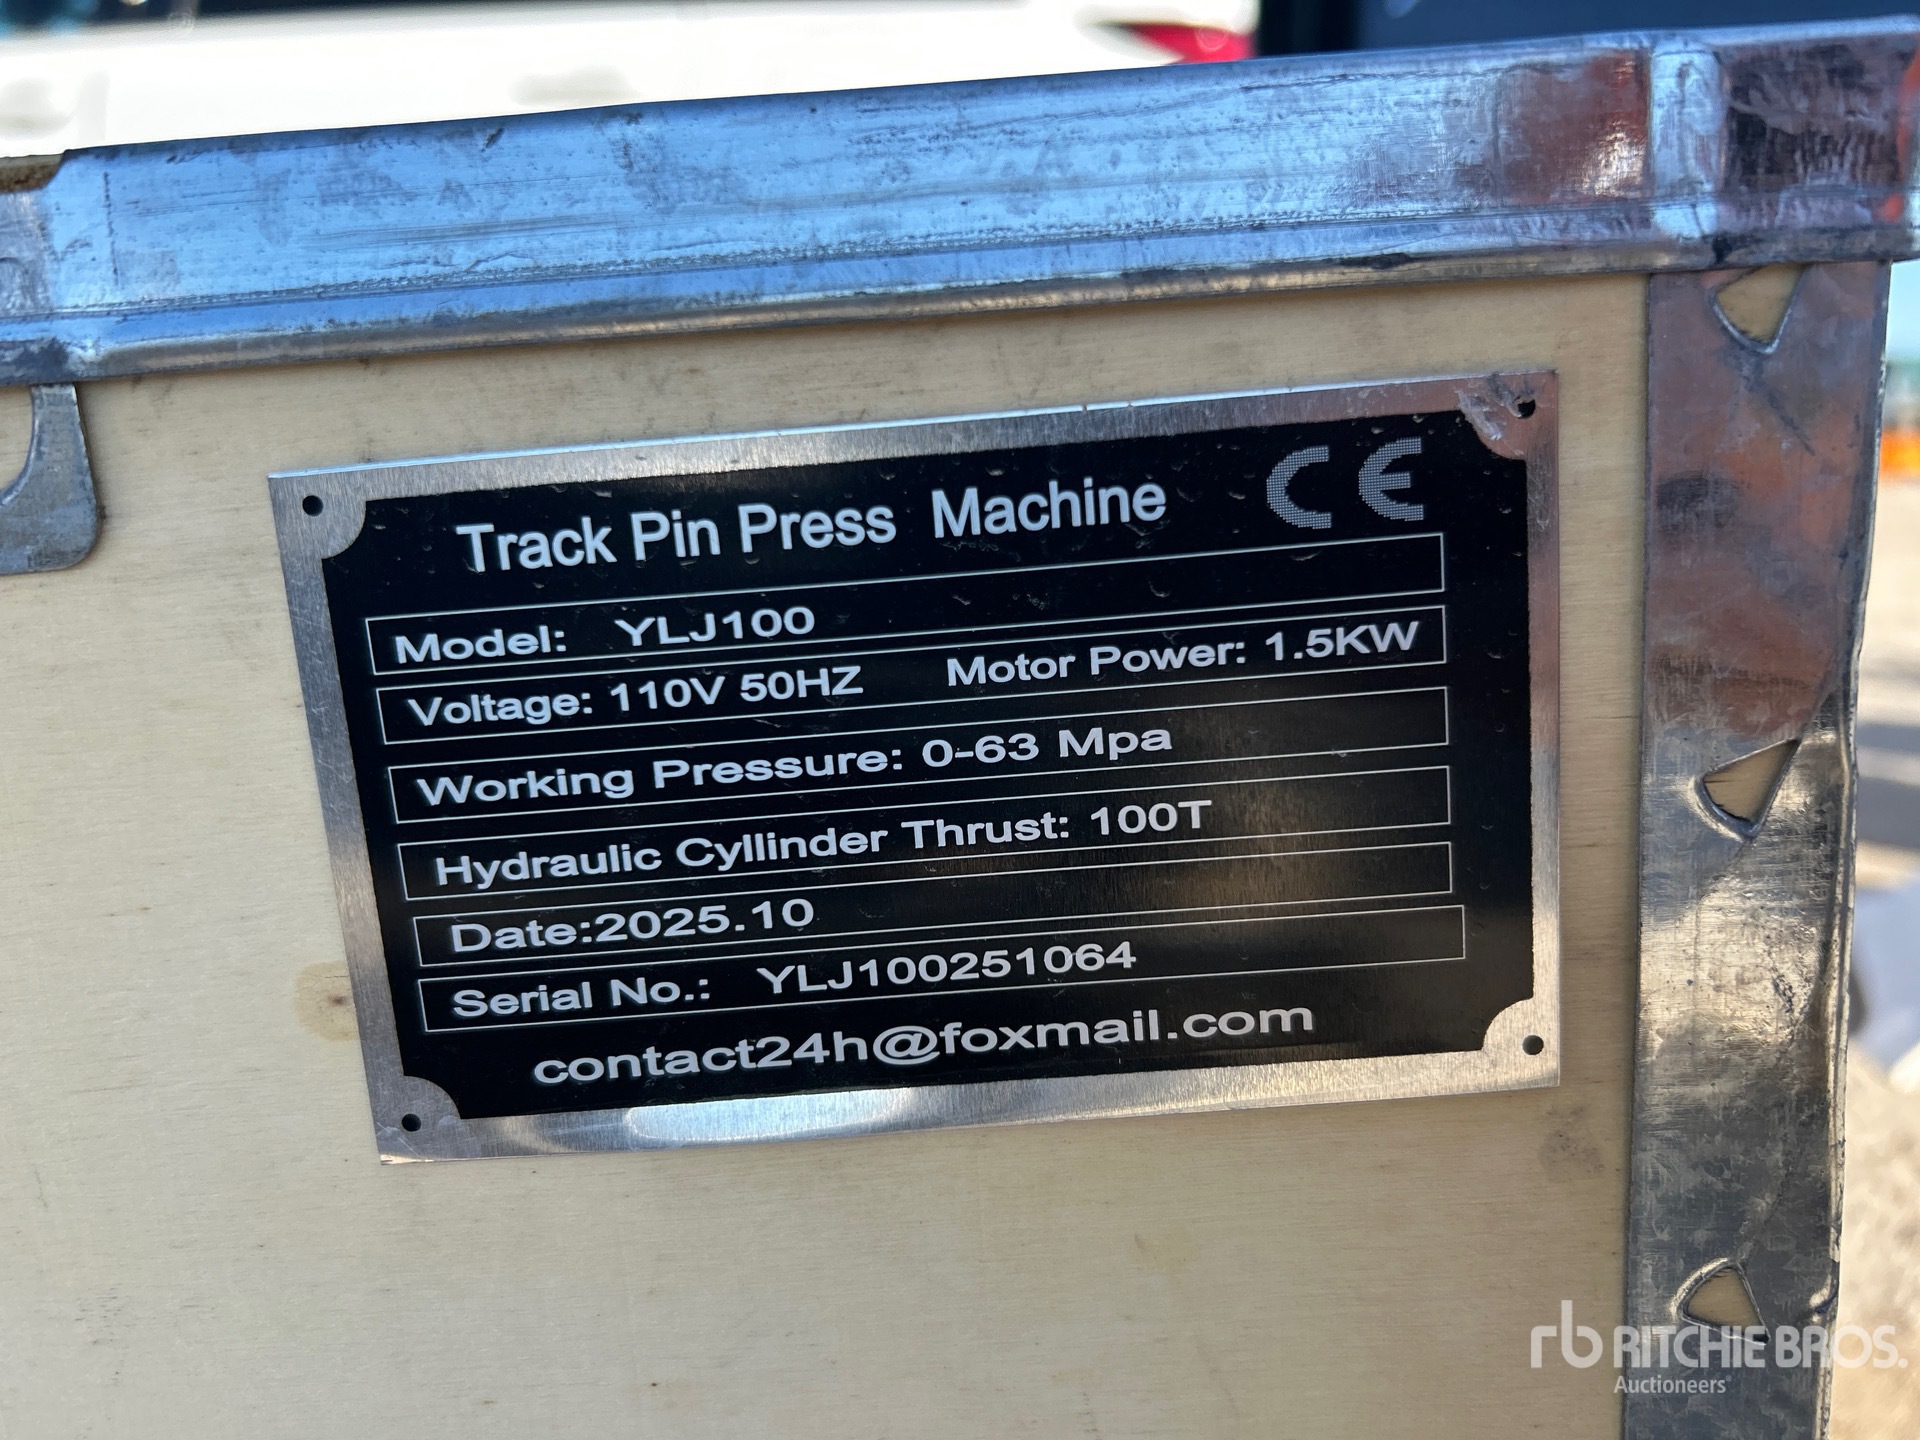 Track Pin Press Machine CE
Model: YLJ100
Voltage: 110V 50HZ Motor Power: 1.5KW
Working Pressure: 0-63 Mpa
Hydraulic Cyllinder Thrust: 100T
Date:2025.10
Serial No.: YLJ100251064
contact24h@foxmail.com
rb RITCHIE BROS.
Auctioneers